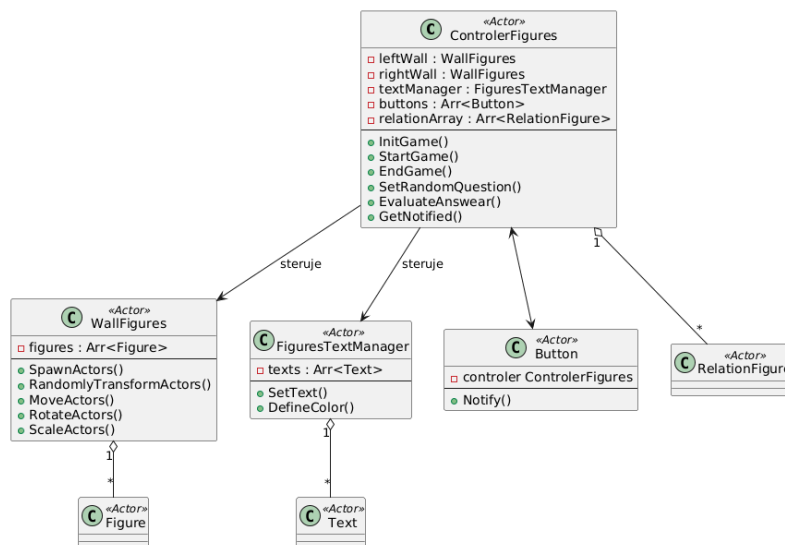 C «Actor»
ControlerFigures
leftWall : WallFigures
rightWall : WallFigures
textManager : FiguresTextManager
buttons : Arr<Button>
relationArray : Arr<RelationFigure>
InitGame()
StartGame()
EndGame()
SetRandomQuestion()
EvaluateAnswear()
GetNotified()
1
steruje
steruje
C «Actor»
WallFigures
figures : Arr<Figure>
SpawnActors()
RandomlyTransformActors()
MoveActors()
RotateActors()
ScaleActors()
1
C «Actor»
FiguresTextManager
texts : Arr<Text>
SetText()
DefineColor()
1
C «Actor»
Button
controler ControlerFigures
Notify()
*
C «Actor»
RelationFigure
*
C «Actor»
Figure
*
C «Actor»
Text